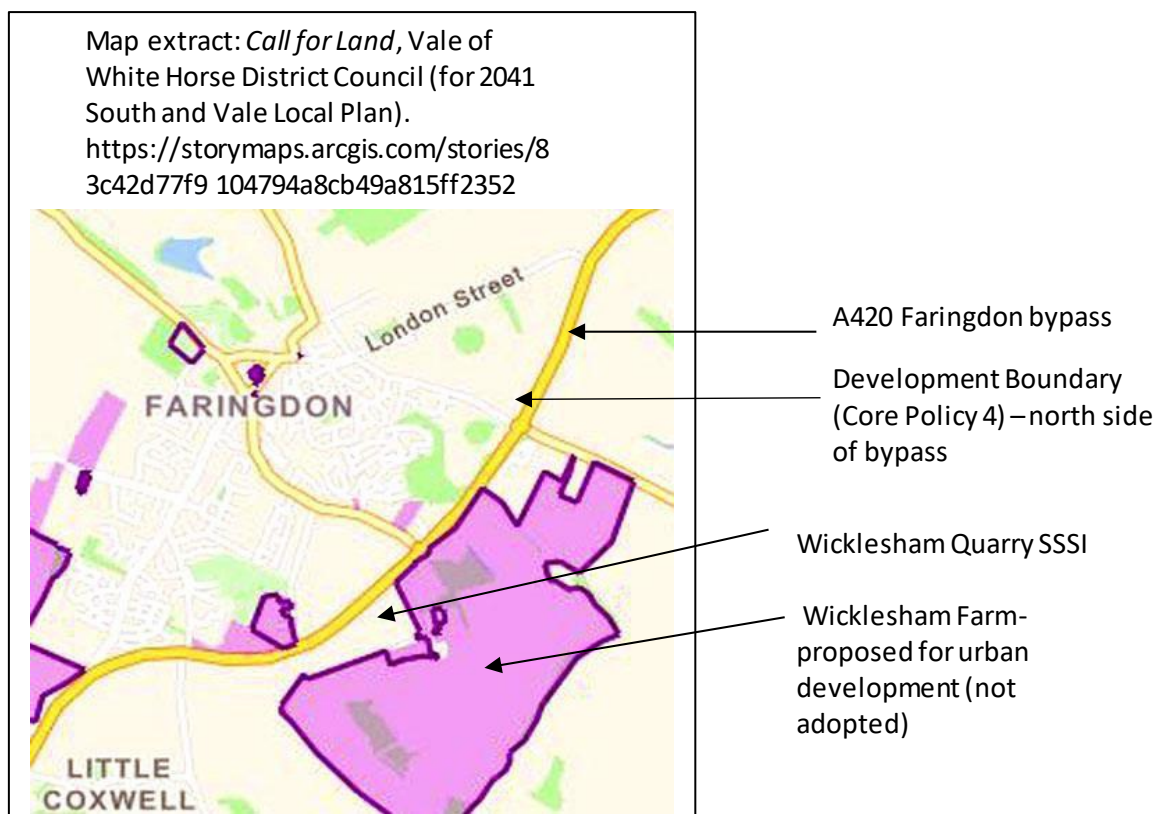 Map extract: Call for Land, Vale of
White Horse District Council (for 2041
South and Vale Local Plan).
https://storymaps.arcgis.com/stories/8
3c42d77f9 104794a8cb49a815ff2352
London Street
A420 Faringdon bypass
Development Boundary
(Core Policy 4) – north side
of bypass
FARINGDON
Wicklesham Quarry SSSI
Wicklesham Farm-
proposed for urban
development (not
adopted)
LITTLE
COXWELL